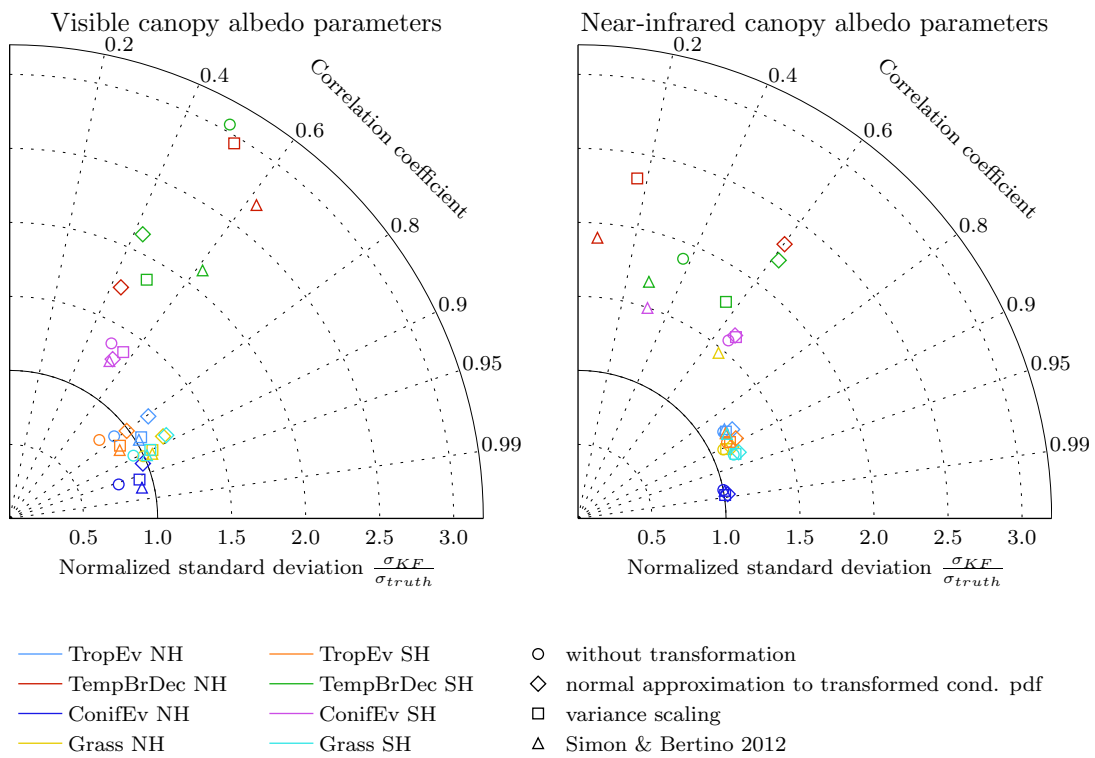 Visible canopy albedo parameters
0.2
0.4
0.6
0.8
0.9
0.95
0.99
Correlation coefficient
0.5 1.0 1.5 2.0 2.5 3.0
Normalized standard deviation σ_KF/σ_truth
Near-infrared canopy albedo parameters
0.2
0.4
0.6
0.8
0.9
0.95
0.99
Correlation coefficient
0.5 1.0 1.5 2.0 2.5 3.0
Normalized standard deviation σ_KF/σ_truth
TropEv NH
TempBrDec NH
ConifEv NH
Grass NH
TropEv SH
TempBrDec SH
ConifEv SH
Grass SH
without transformation
normal approximation to transformed cond. pdf
variance scaling
Simon & Bertino 2012